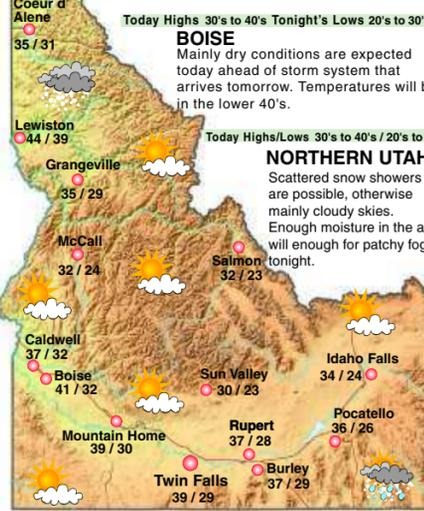 Coeur d'
Alene
35 / 31
Today Highs 30's to 40's Tonight's Lows 20's to 30'
BOISE
Mainly dry conditions are expected
today ahead of storm system that
arrives tomorrow. Temperatures will
in the lower 40's.
Lewiston
44 / 39
Today Highs/Lows 30's to 40's / 20's to
Grangeville
35 / 29
NORTHERN UTAH
Scattered snow showers
are possible, otherwise
mainly cloudy skies.
Enough moisture in the
will enough for patchy
tonight.
McCall
32 / 24
Salmon
32 / 23
Caldwell
37 / 32
Boise
41 / 32
Sun Valley
30 / 23
Idaho Falls
34 / 24
Mountain Home
39 / 30
Rupert
37 / 28
Pocatello
36 / 26
Twin Falls
39 / 29
Burley
37 / 29